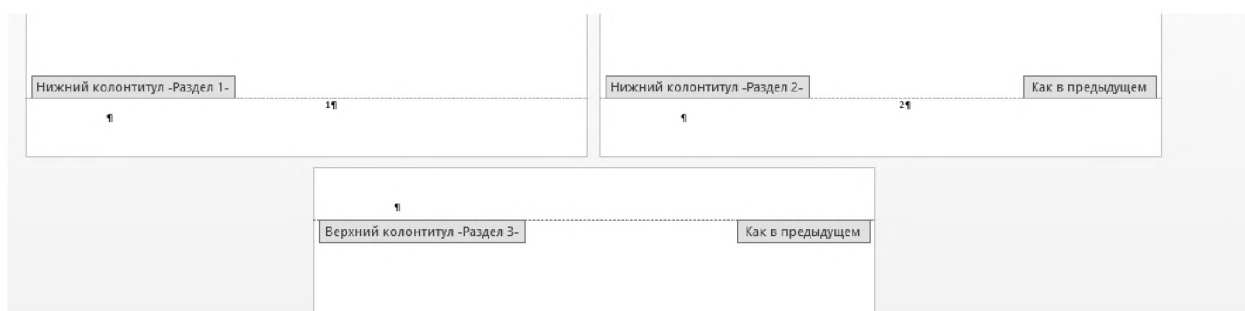 Нижний колонтитул -Раздел 1-
1¶
¶
Нижний колонтитул -Раздел 2-
Как в предыдущем
2¶
¶
¶
Верхний колонтитул -Раздел 3-
Как в предыдущем